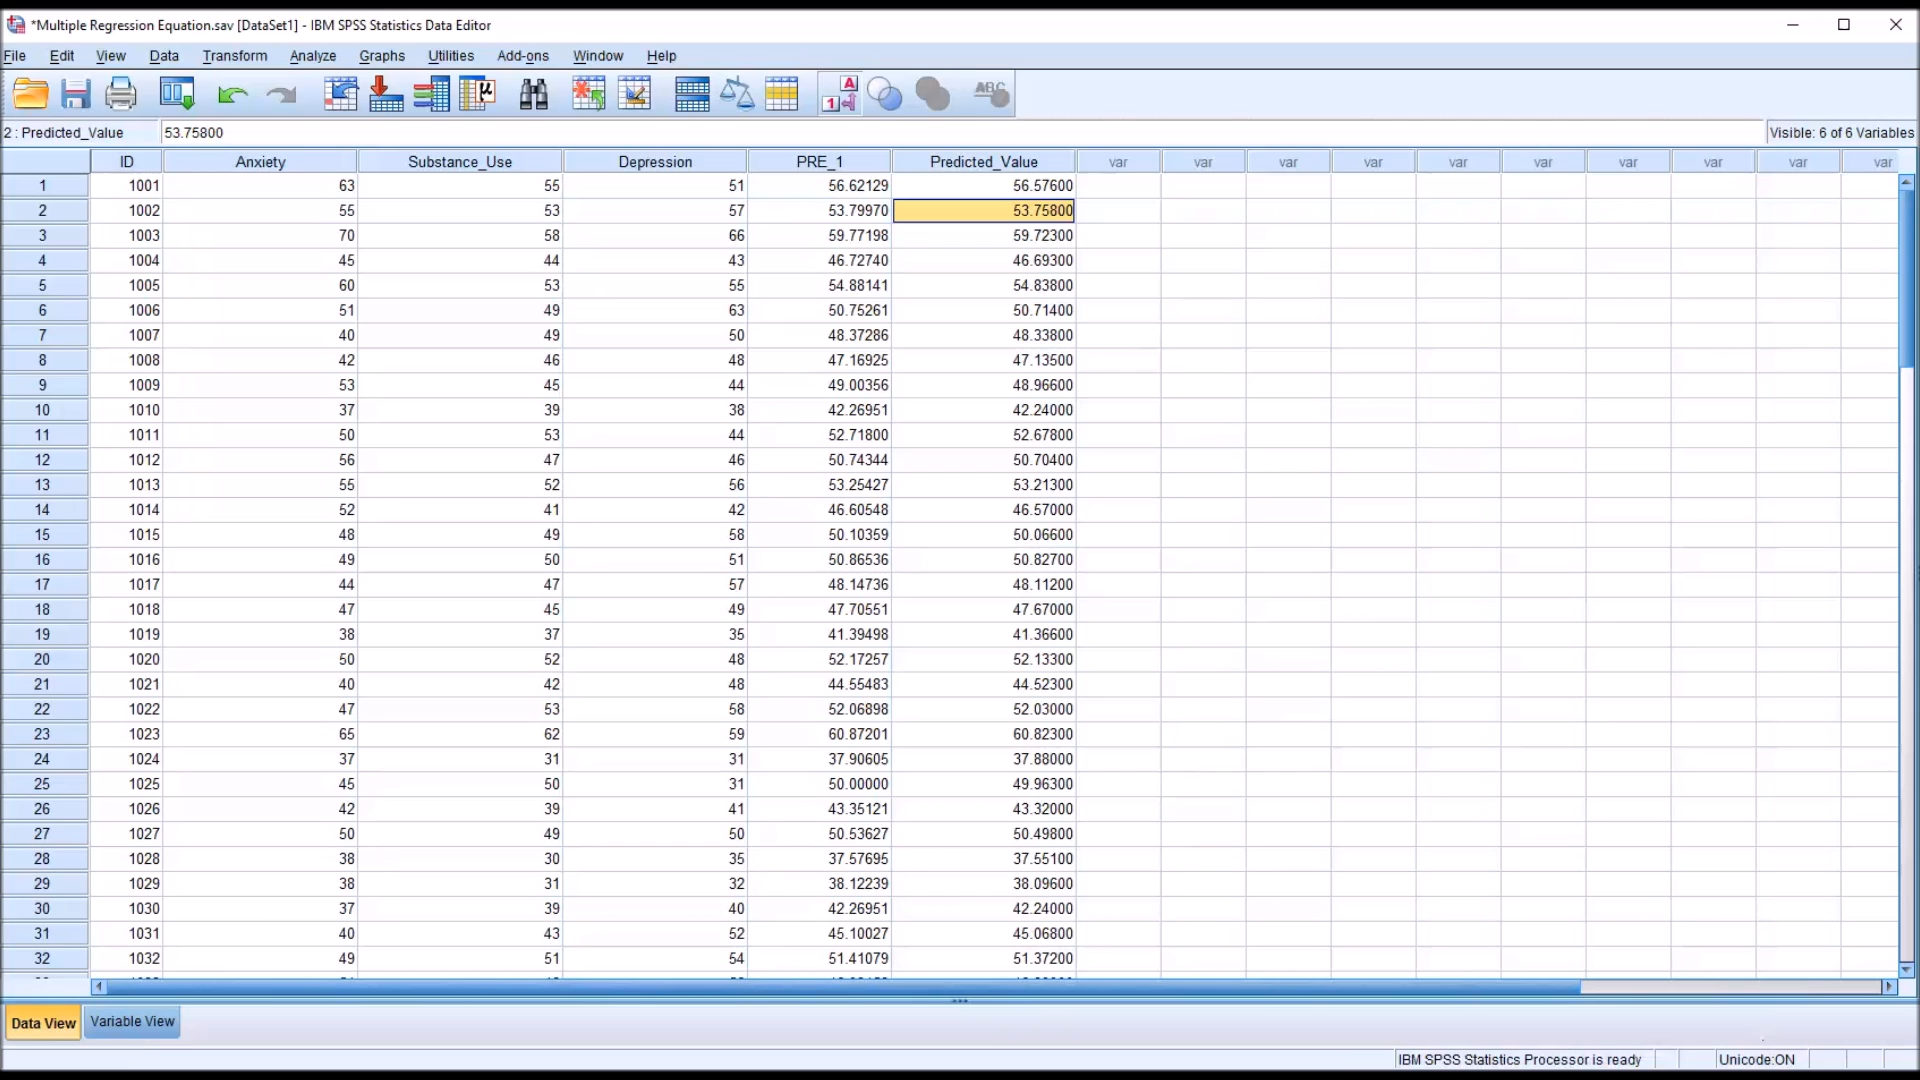 *Multiple Regression Equation.sav [DataSet1] - IBM SPSS Statistics Data Editor
File Edit View Data Transform Analyze Graphs Utilities Add-ons Window Help
2 : Predicted_Value 53.75800 Visible: 6 of 6 Variables
ID Anxiety Substance_Use Depression PRE_1 Predicted_Value var var var var var var var var var var
1 1001 63 55 51 56.62129 56.57600
2 1002 55 53 57 53.79970 53.75800
3 1003 70 58 66 59.77198 59.72300
4 1004 45 44 43 46.72740 46.69300
5 1005 60 53 55 54.88141 54.83800
6 1006 51 49 63 50.75261 50.71400
7 1007 40 49 50 48.37286 48.33800
8 1008 42 46 48 47.16925 47.13500
9 1009 53 45 44 49.00356 48.96600
10 1010 37 39 38 42.26951 42.24000
11 1011 50 53 44 52.71800 52.67800
12 1012 56 47 46 50.74344 50.70400
13 1013 55 52 56 53.25427 53.21300
14 1014 52 41 42 46.60548 46.57000
15 1015 48 49 58 50.10359 50.06600
16 1016 49 50 51 50.86536 50.82700
17 1017 44 47 57 48.14736 48.11200
18 1018 47 45 49 47.70551 47.67000
19 1019 38 37 35 41.39498 41.36600
20 1020 50 52 48 52.17257 52.13300
21 1021 40 42 48 44.55483 44.52300
22 1022 47 53 58 52.06898 52.03000
23 1023 65 62 59 60.87201 60.82300
24 1024 37 31 31 37.90605 37.88000
25 1025 45 50 31 50.00000 49.96300
26 1026 42 39 41 43.35121 43.32000
27 1027 50 49 50 50.53627 50.49800
28 1028 38 30 35 37.57695 37.55100
29 1029 38 31 32 38.12239 38.09600
30 1030 37 39 40 42.26951 42.24000
31 1031 40 43 52 45.10027 45.06800
32 1032 49 51 54 51.41079 51.37200
Data View Variable View
IBM SPSS Statistics Processor is ready Unicode:ON